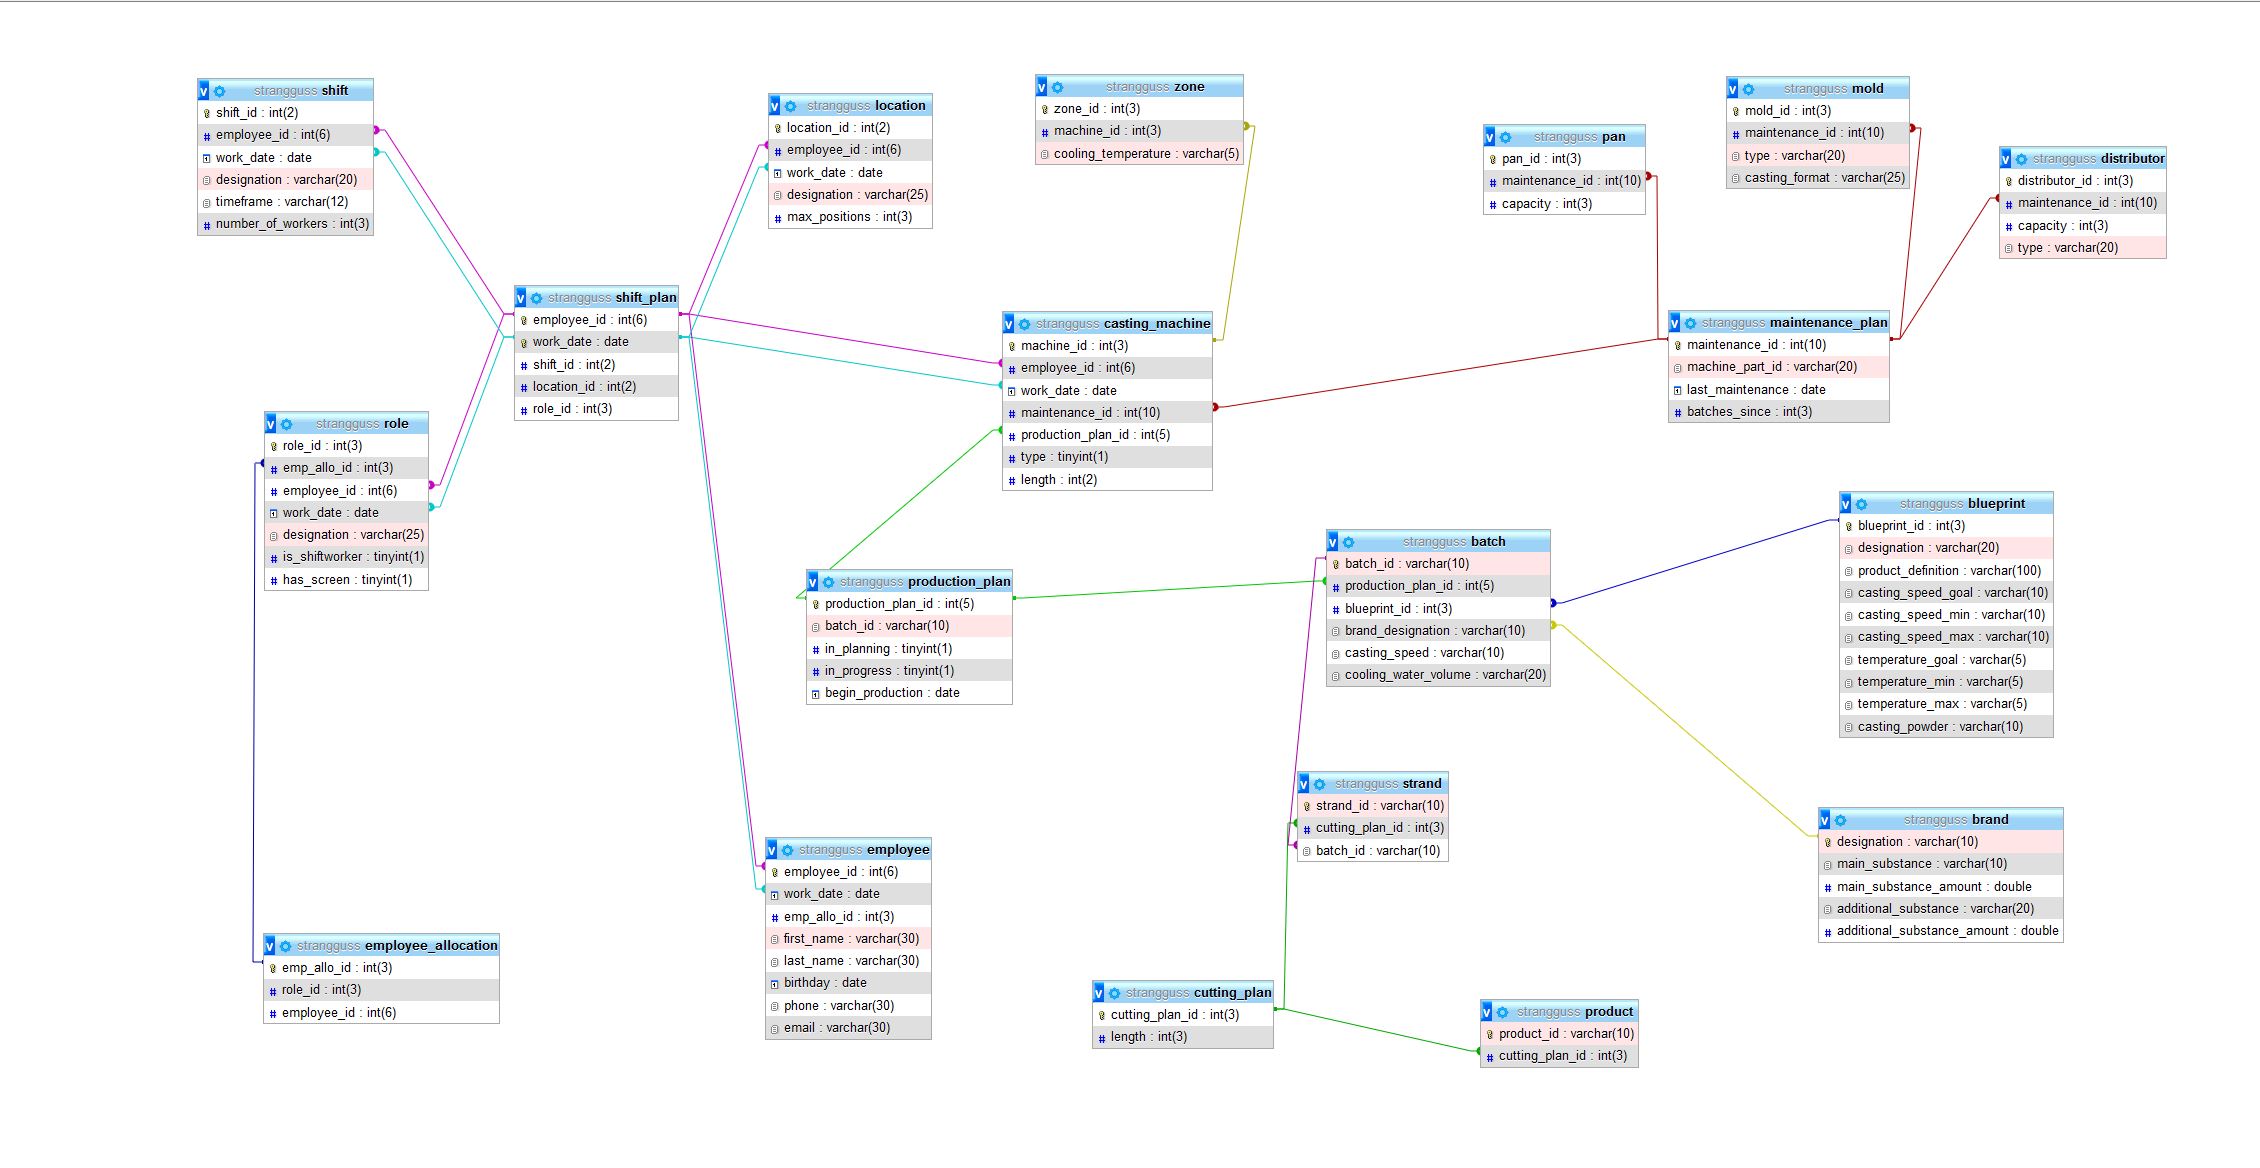 strangguss shift
shift_id : int(2)
employee_id : int(6)
work_date : date
designation : varchar(20)
timeframe : varchar(12)
number_of_workers : int(3)
strangguss location
location_id : int(2)
employee_id : int(6)
work_date : date
designation : varchar(25)
max_positions : int(3)
strangguss zone
zone_id : int(3)
machine_id : int(3)
cooling_temperature : varchar(5)
strangguss pan
pan_id : int(3)
maintenance_id : int(10)
capacity : int(3)
strangguss mold
mold_id : int(3)
maintenance_id : int(10)
type : varchar(20)
casting_format : varchar(25)
strangguss distributor
distributor_id : int(3)
maintenance_id : int(10)
capacity : int(3)
type : varchar(20)
strangguss shift_plan
employee_id : int(6)
work_date : date
shift_id : int(2)
location_id : int(2)
role_id : int(3)
strangguss casting_machine
machine_id : int(3)
employee_id : int(6)
work_date : date
maintenance_id : int(10)
production_plan_id : int(5)
type : tinyint(1)
length : int(2)
strangguss maintenance_plan
maintenance_id : int(10)
machine_part_id : varchar(20)
last_maintenance : date
batches_since : int(3)
strangguss role
role_id : int(3)
emp_allo_id : int(3)
employee_id : int(6)
work_date : date
designation : varchar(25)
is_shiftworker : tinyint(1)
has_screen : tinyint(1)
strangguss production_plan
production_plan_id : int(5)
batch_id : varchar(10)
in_planning : tinyint(1)
in_progress : tinyint(1)
begin_production : date
strangguss batch
batch_id : varchar(10)
production_plan_id : int(5)
blueprint_id : int(3)
brand_designation : varchar(10)
casting_speed : varchar(10)
cooling_water_volume : varchar(20)
strangguss blueprint
blueprint_id : int(3)
designation : varchar(20)
product_definition : varchar(100)
casting_speed_goal : varchar(10)
casting_speed_min : varchar(10)
casting_speed_max : varchar(10)
temperature_goal : varchar(5)
temperature_min : varchar(5)
temperature_max : varchar(5)
casting_powder : varchar(10)
strangguss strand
strand_id : varchar(10)
cutting_plan_id : int(3)
batch_id : varchar(10)
strangguss brand
designation : varchar(10)
main_substance : varchar(10)
main_substance_amount : double
additional_substance : varchar(20)
additional_substance_amount : double
strangguss employee
employee_id : int(6)
work_date : date
emp_allo_id : int(3)
first_name : varchar(30)
last_name : varchar(30)
birthday : date
phone : varchar(30)
email : varchar(30)
strangguss employee_allocation
emp_allo_id : int(3)
role_id : int(3)
employee_id : int(6)
strangguss cutting_plan
cutting_plan_id : int(3)
length : int(3)
strangguss product
product_id : varchar(10)
cutting_plan_id : int(3)